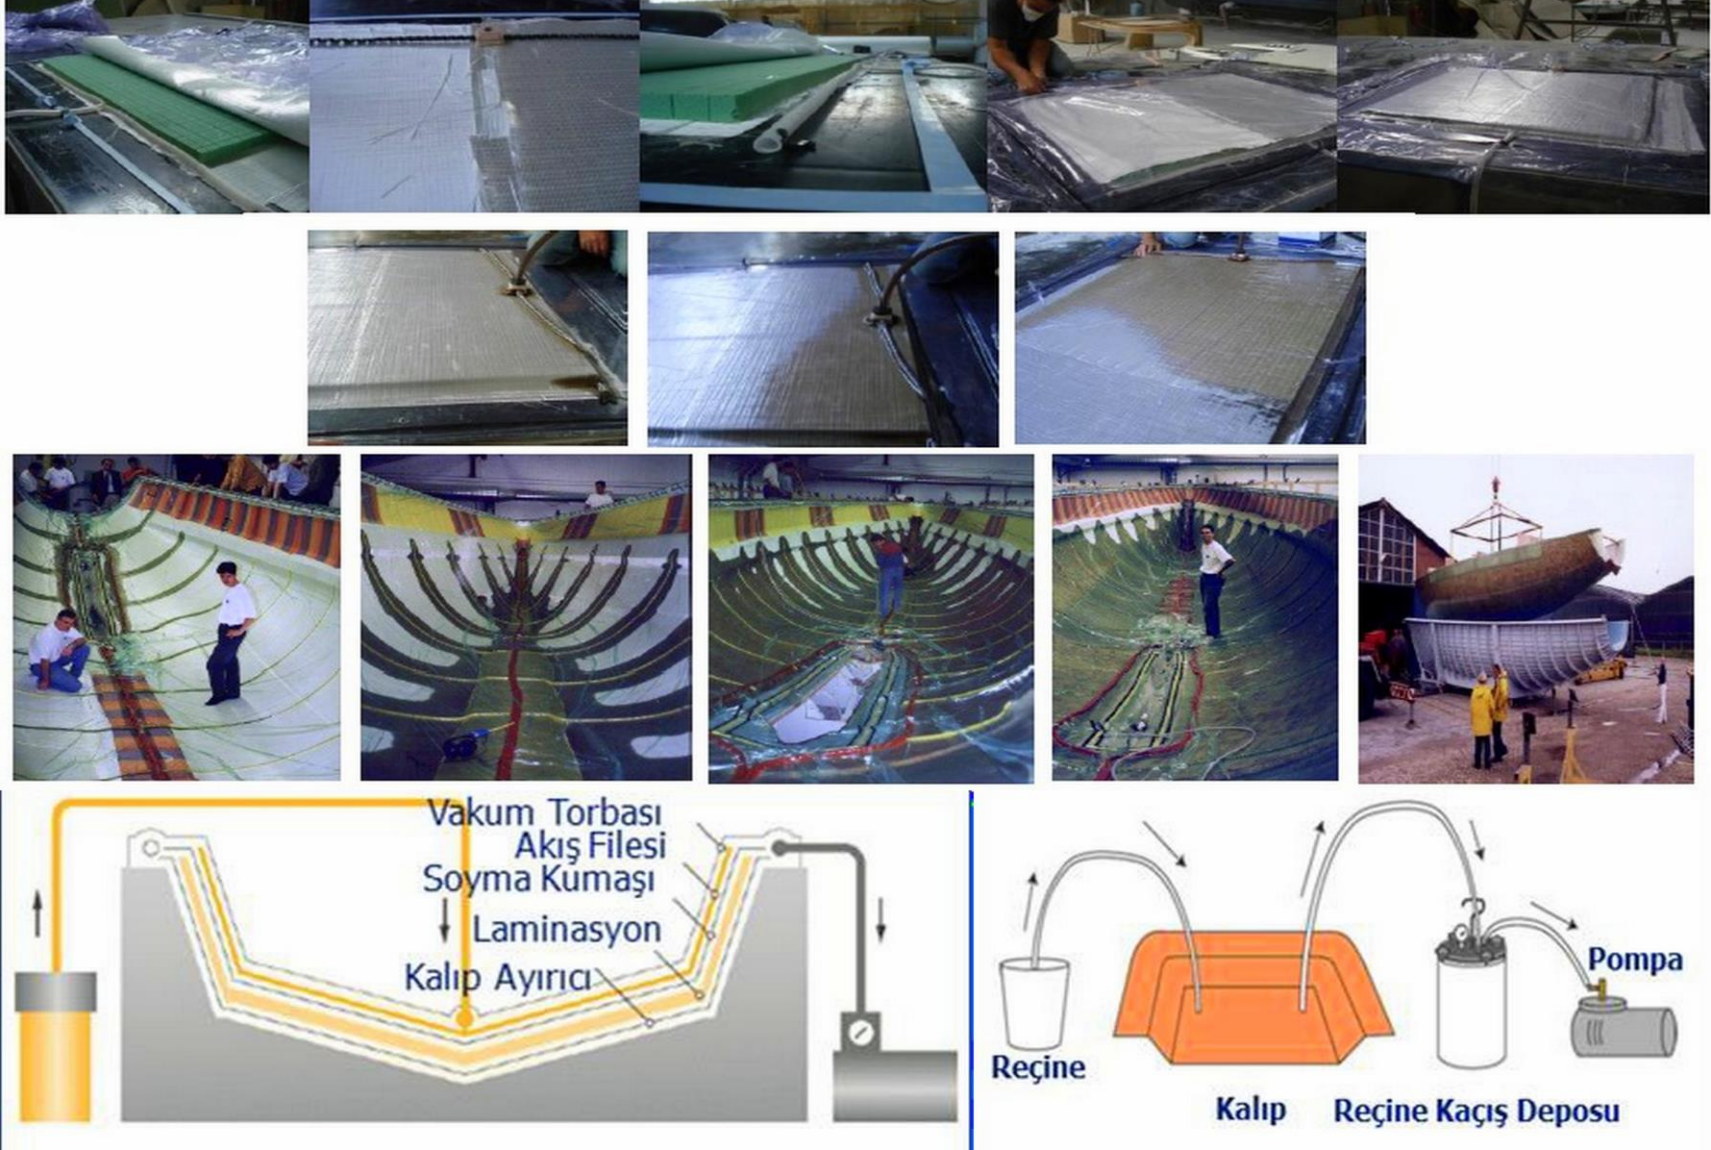 Vakum Torbası
Akış Filesi
Soyma Kumaşı
Laminasyon
Kalıp Ayırıcı
Pompa
Reçine
Kalıp
Reçine Kaçış Deposu